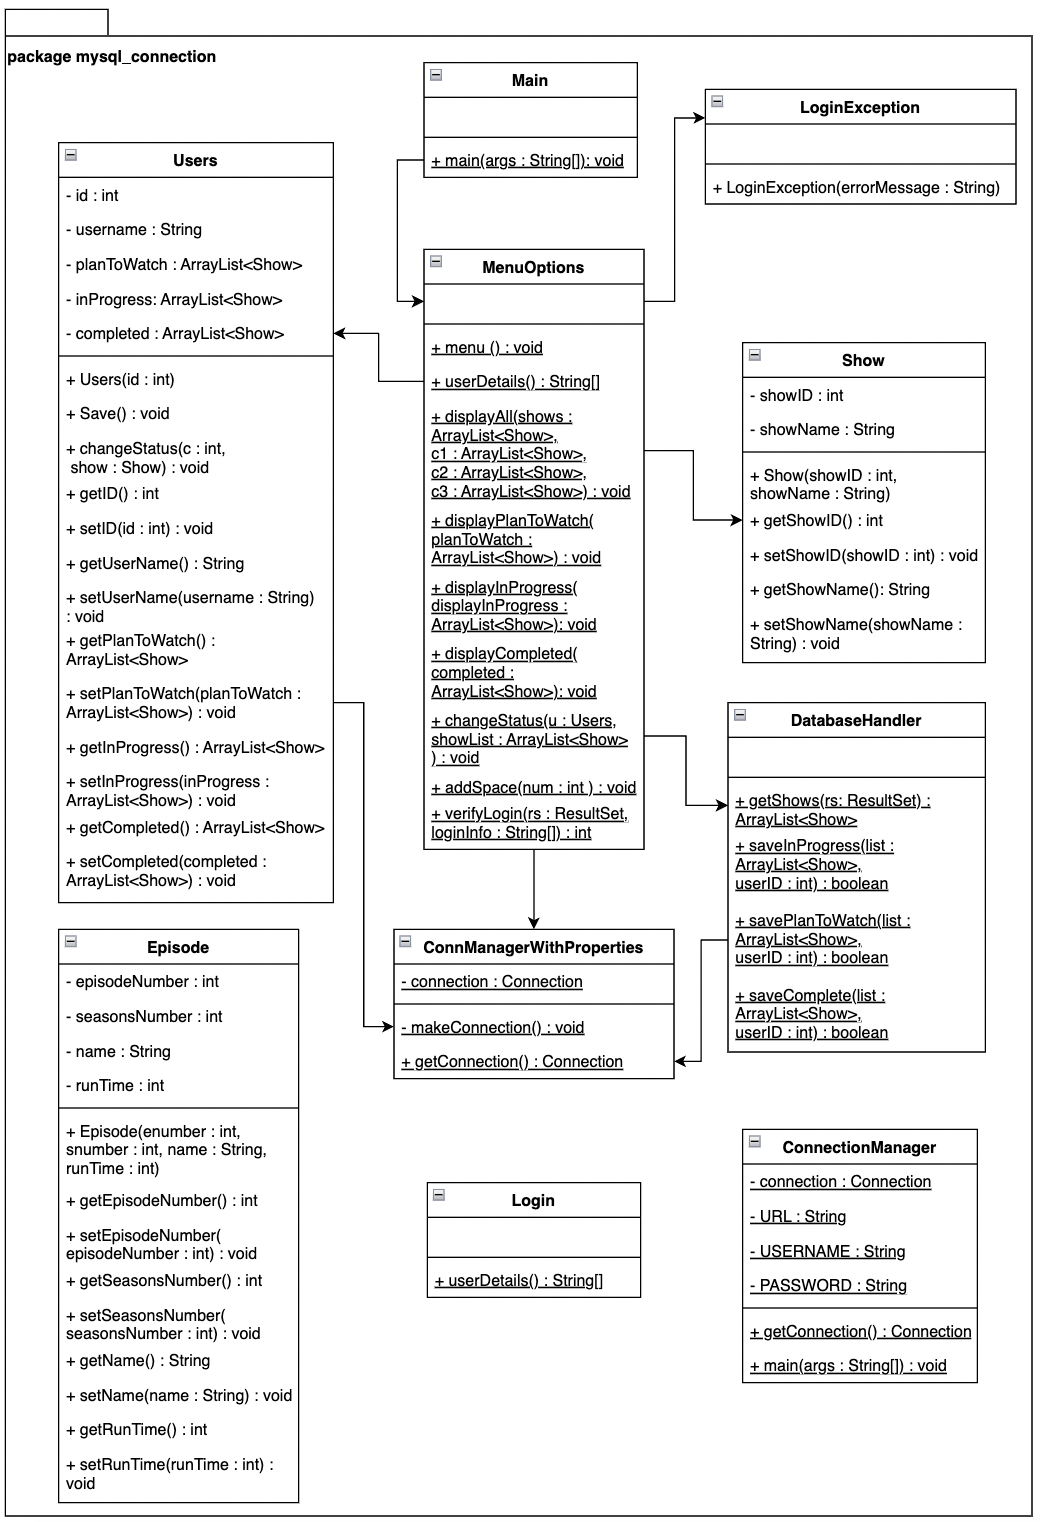 package mysql_connection
Main
+ main(args : String[]): void
LoginException
+ LoginException(errorMessage : String)
Users
- id : int
- username : String
- planToWatch : ArrayList<Show>
- inProgress: ArrayList<Show>
- completed : ArrayList<Show>
+ Users(id : int)
+ Save() : void
+ changeStatus(c : int,
show : Show) : void
+ getID() : int
+ setID(id : int) : void
+ getUserName() : String
+ setUserName(username : String)
: void
+ getPlanToWatch() :
ArrayList<Show>
+ setPlanToWatch(planToWatch :
ArrayList<Show>) : void
+ getInProgress() : ArrayList<Show>
+ setInProgress(inProgress :
ArrayList<Show>) : void
+ getCompleted() : ArrayList<Show>
+ setCompleted(completed :
ArrayList<Show>) : void
MenuOptions
+ menu () : void
+ userDetails() : String[]
+ displayAll(shows :
ArrayList<Show>,
c1 : ArrayList<Show>,
c2 : ArrayList<Show>,
c3 : ArrayList<Show>) : void
+ displayPlanToWatch(
planToWatch :
ArrayList<Show>) : void
+ displayInProgress(
displayInProgress :
ArrayList<Show>): void
+ displayCompleted(
completed :
ArrayList<Show>): void
+ changeStatus(u : Users,
showList : ArrayList<Show>
) : void
+ addSpace(num : int ) : void
+ verifyLogin(rs : ResultSet,
loginInfo : String[]) : int
Show
- showID : int
- showName : String
+ Show(showID : int,
showName : String)
+ getShowID() : int
+ setShowID(showID : int) : void
+ getShowName(): String
+ setShowName(showName :
String) : void
DatabaseHandler
+ getShows(rs: ResultSet) :
ArrayList<Show>
+ saveInProgress(list :
ArrayList<Show>,
userID : int) : boolean
+ savePlanToWatch(list :
ArrayList<Show>,
userID : int) : boolean
+ saveComplete(list :
ArrayList<Show>,
userID : int) : boolean
Episode
- episodeNumber : int
- seasonsNumber : int
- name : String
- runTime : int
+ Episode(enumber : int,
snumber : int, name : String,
runTime : int)
+ getEpisodeNumber() : int
+ setEpisodeNumber(
episodeNumber : int) : void
+ getSeasonsNumber() : int
+ setSeasonsNumber(
seasonsNumber : int) : void
+ getName() : String
+ setName(name : String) : void
+ getRunTime() : int
+ setRunTime(runTime : int) :
void
ConnManagerWithProperties
- connection : Connection
- makeConnection() : void
+ getConnection() : Connection
Login
+ userDetails() : String[]
ConnectionManager
- connection : Connection
- URL : String
- USERNAME : String
- PASSWORD : String
+ getConnection() : Connection
+ main(args : String[]) : void